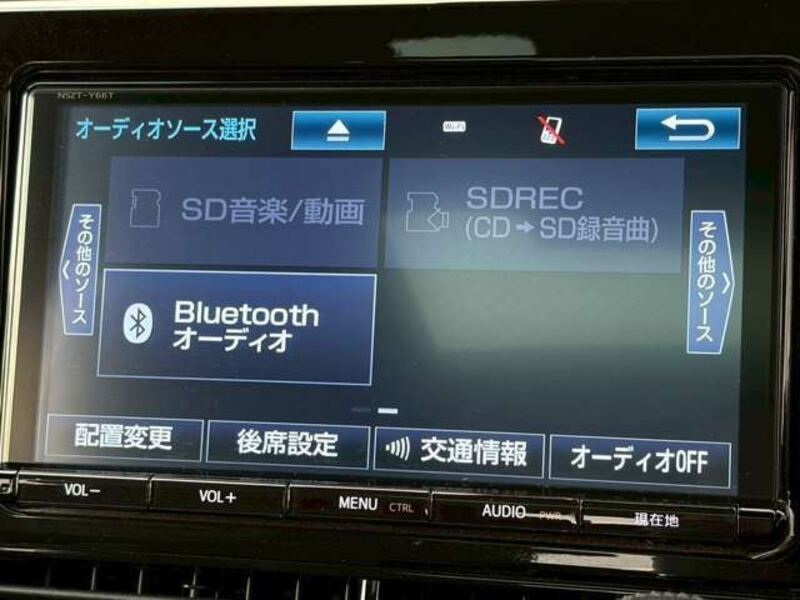 NSZT-Y66T
オーディオソース選択
Wi-Fi
SD音楽/動画
SDREC
(CD→SD録音曲)
その他のソース
その他のソース
Bluetooth
オーディオ
配置変更
後席設定
交通情報
オーディオOFF
VOL−
VOL+
MENU CTRL
AUDIO PWR
現在地